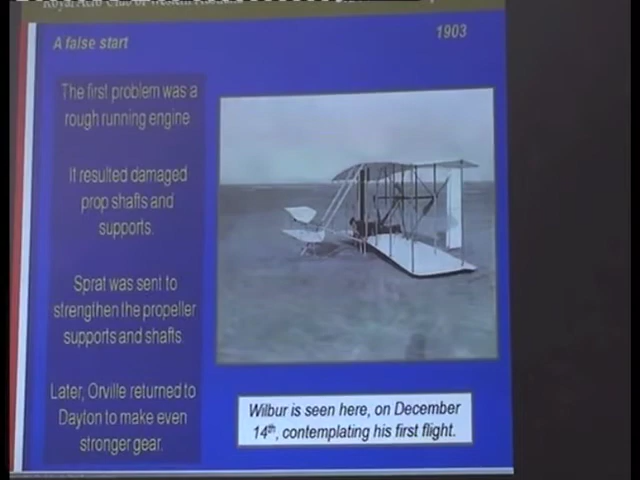 A false start
1903
The first problem was a
rough running engine
It resulted damaged
prop shafts and
supports.
Sprat was sent to
strengthen the propeller
supports and shafts.
Later, Orville returned to
Dayton to make even
stronger gear.
Wilbur is seen here, on December
14th, contemplating his first flight.